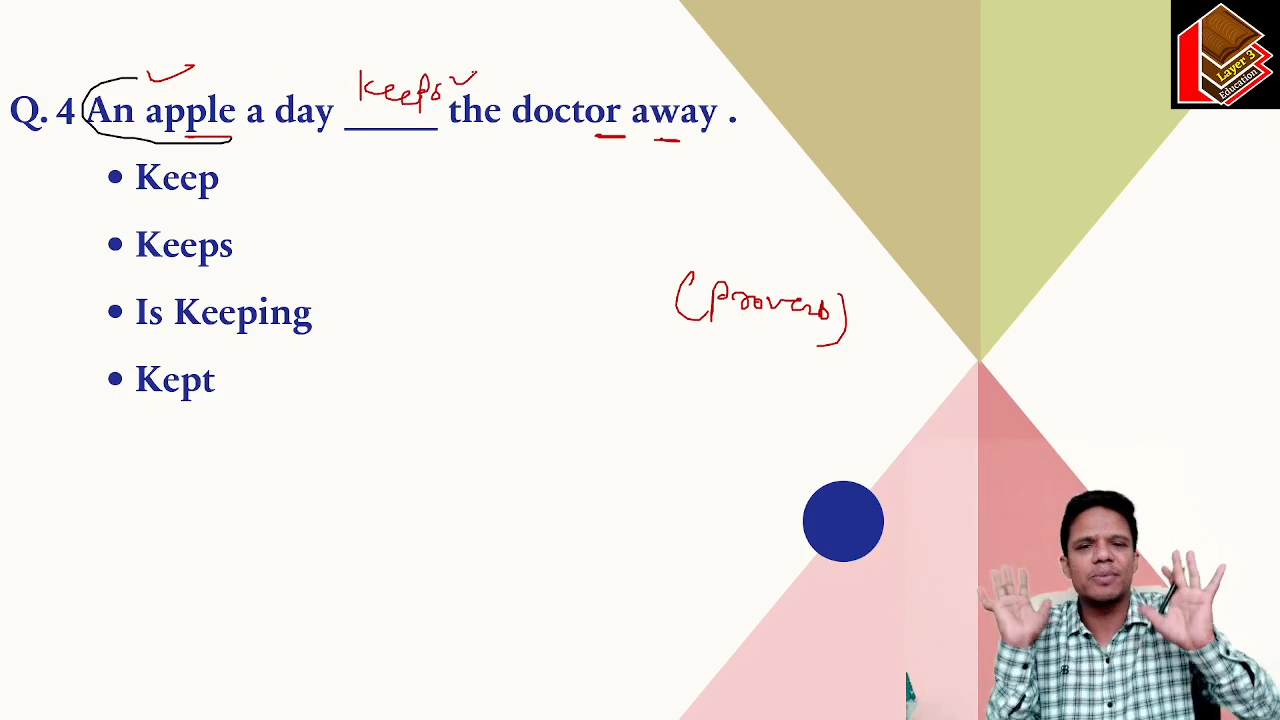 Keeps
Q. 4 An apple a day ______ the doctor away .
• Keep
• Keeps
• Is Keeping
• Kept
(Proverb)
Layer 3
Education